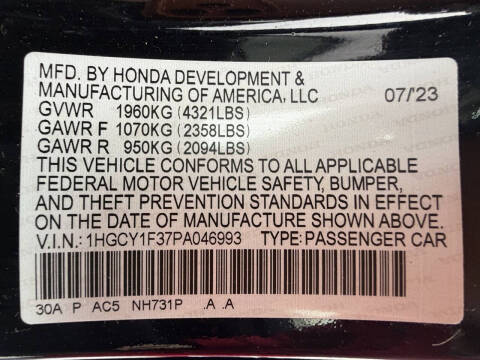 MFD. BY HONDA DEVELOPMENT &
MANUFACTURING OF AMERICA, LLC 07/'23
GVWR 1960KG (4321LBS)
GAWR F 1070KG (2358LBS)
GAWR R 950KG (2094LBS)
THIS VEHICLE CONFORMS TO ALL APPLICABLE
FEDERAL MOTOR VEHICLE SAFETY, BUMPER,
AND THEFT PREVENTION STANDARDS IN EFFECT
ON THE DATE OF MANUFACTURE SHOWN ABOVE.
V.I.N.: 1HGCY1F37PA046993 TYPE: PASSENGER CAR
30A P AC5 NH731P .A .A